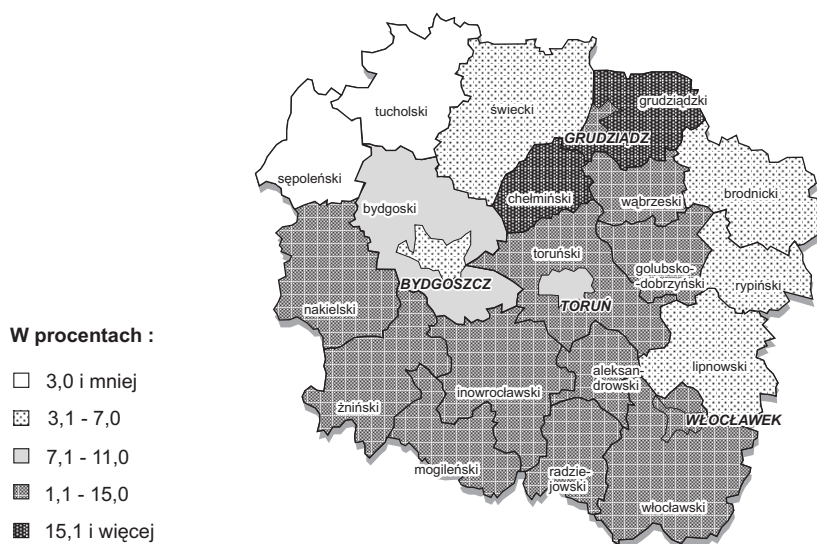 tucholski
świecki
grudziądzki
GRUDZIĄDZ
sępoleński
chełmiński
wąbrzeski
brodnicki
bydgoski
toruński
golubsko-
-dobrzyński
rypiński
BYDGOSZCZ
TORUŃ
nakielski
W procentach :
3,0 i mniej
3,1 - 7,0
7,1 - 11,0
1,1 - 15,0
15,1 i więcej
aleksan-
drowski
lipnowski
inowrocławski
żniński
WŁOCŁAWEK
mogileński
radzie-
jowski
włocławski